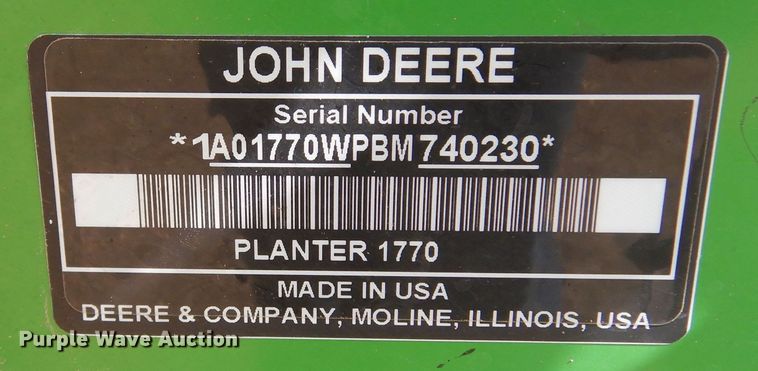 JOHN DEERE
Serial Number
*1A01770WPBM740230*
PLANTER 1770
MADE IN USA
DEERE & COMPANY, MOLINE, ILLINOIS, USA
Purple Wave Auction